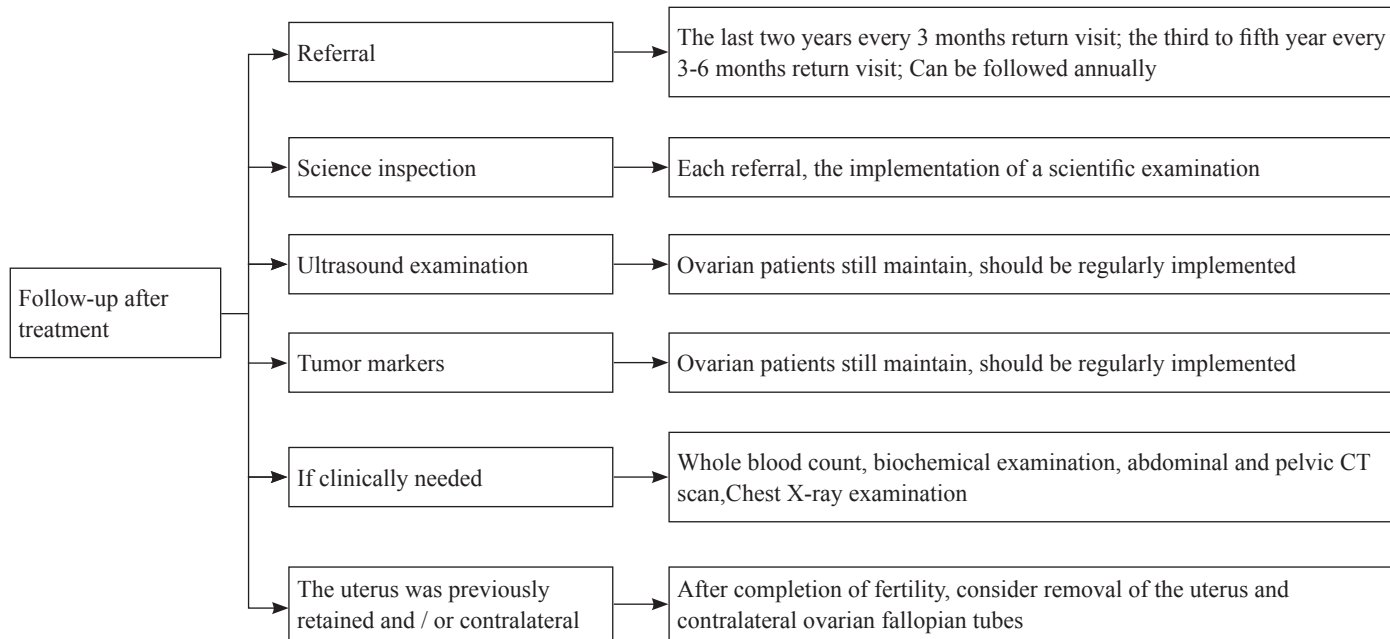 Follow-up after
treatment
Referral
The last two years every 3 months return visit; the third to fifth year every
3-6 months return visit; Can be followed annually
Science inspection
Each referral, the implementation of a scientific examination
Ultrasound examination
Ovarian patients still maintain, should be regularly implemented
Tumor markers
Ovarian patients still maintain, should be regularly implemented
If clinically needed
Whole blood count, biochemical examination, abdominal and pelvic CT
scan,Chest X-ray examination
The uterus was previously
retained and / or contralateral
After completion of fertility, consider removal of the uterus and
contralateral ovarian fallopian tubes